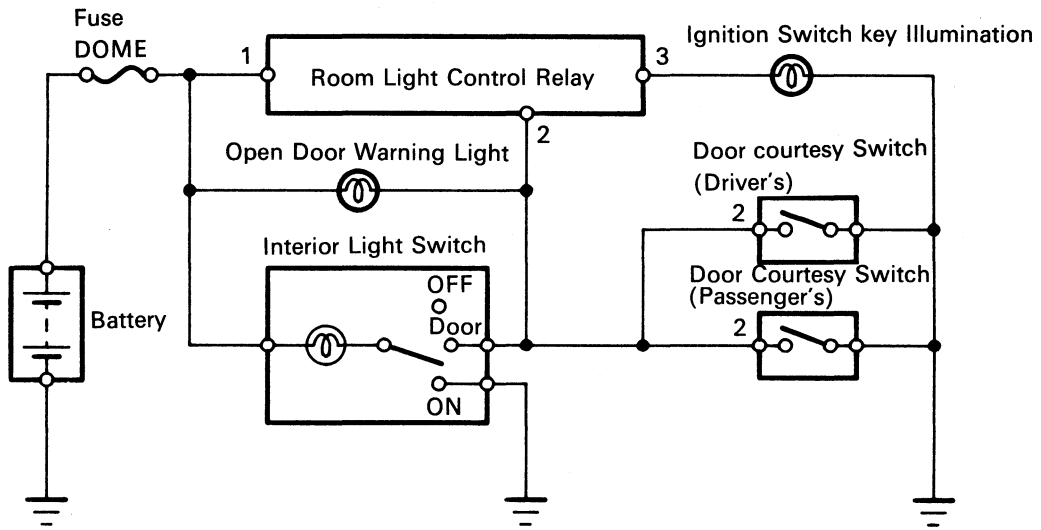 Fuse
DOME
1
Room Light Control Relay
3
Ignition Switch key Illumination
2
Open Door Warning Light
Door courtesy Switch
(Driver's)
2
Interior Light Switch
OFF
Door
ON
Door Courtesy Switch
(Passenger's)
2
Battery